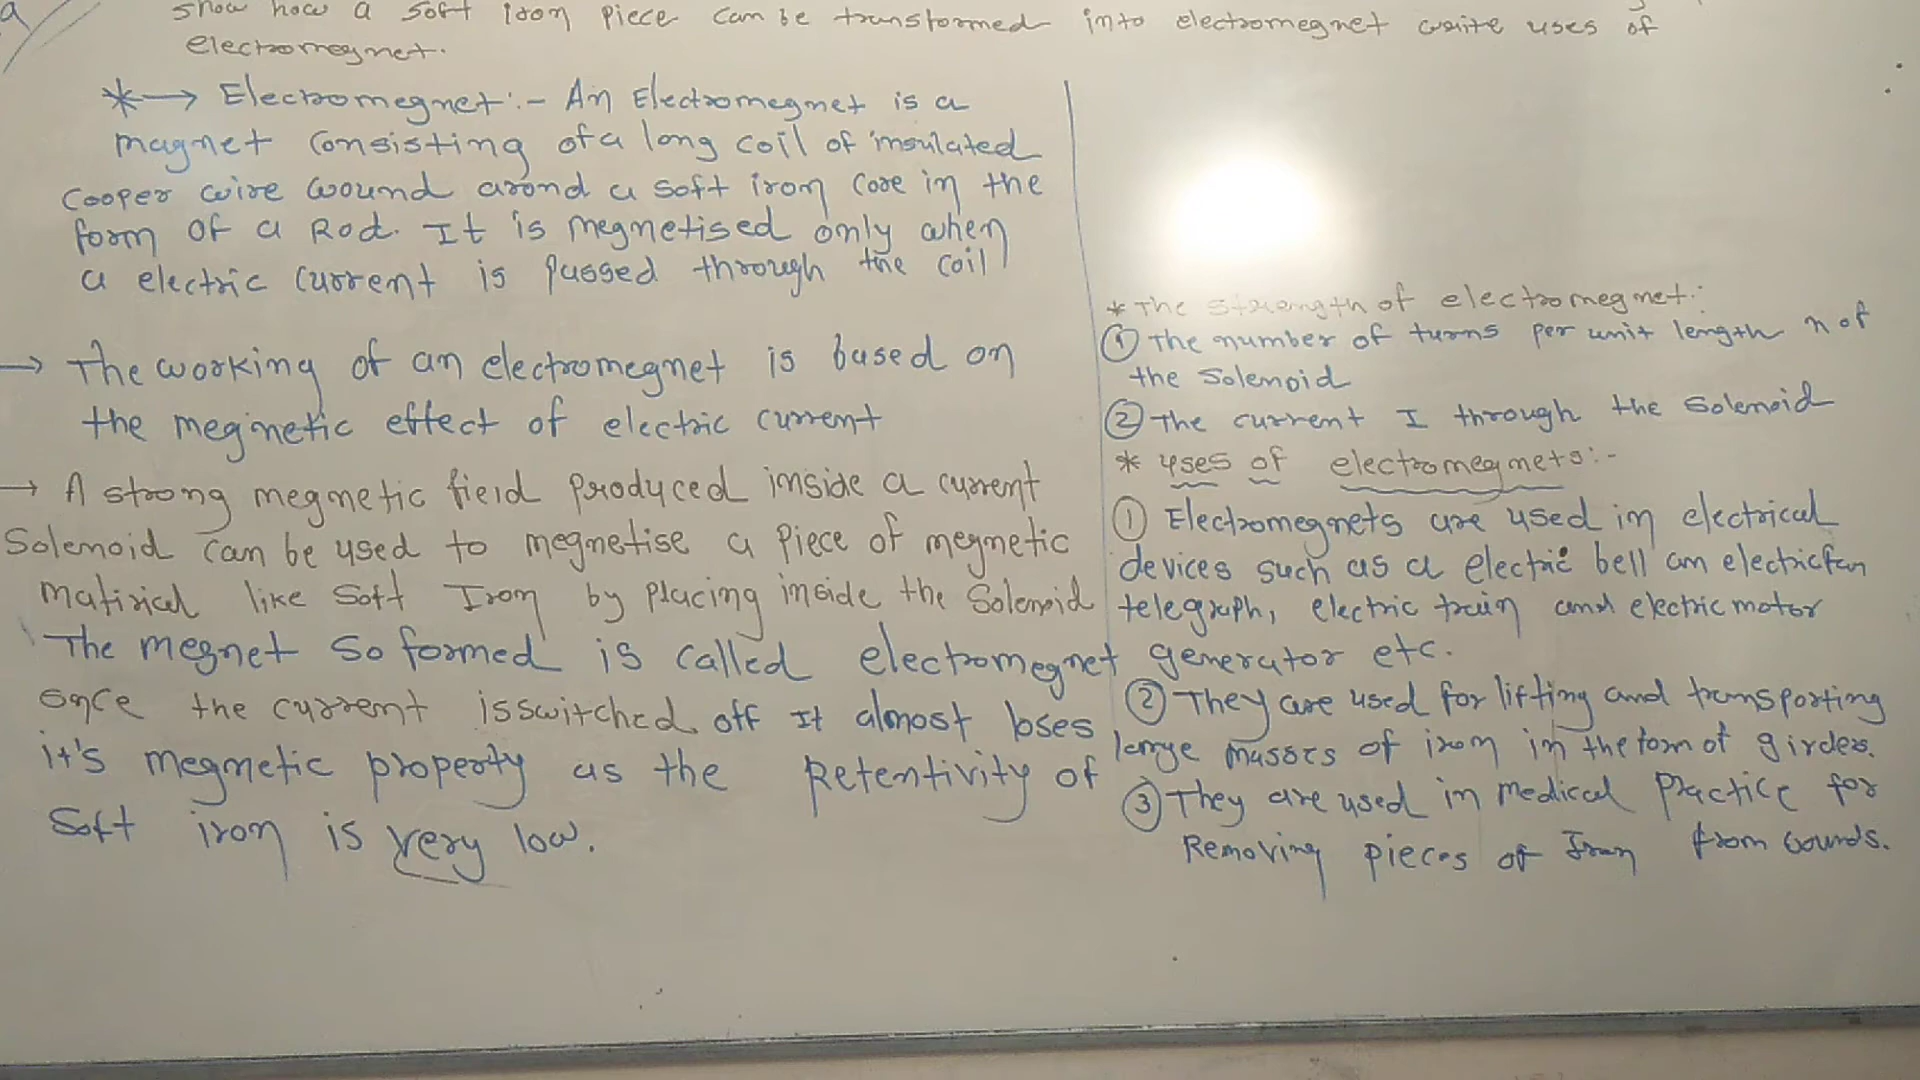 show how a soft iron piece can be transformed into electromegnet write uses of
electromegnet.
*→ Electromegnet:- An Electromegnet is a
magnet consisting of a long coil of insulated
cooper wire wound arond a soft iron core in the
form of a Rod. It is megnetised only when
a electric current is passed through the coil
→ The working of an electromegnet is based on
the megnetic effect of electric current
→ A strong megnetic field produced inside a current
Solenoid can be used to megnetise a piece of megnetic
matirial like soft Iron by placing inside the Solenoid
The megnet so formed is called electromegnet
once the current isswitched off It almost loses
it's megnetic property as the Retentivity of
soft iron is very low.
* The strength of electromegnet:
① The number of turns per unit length n of
the Solenoid
② The current I through the Solenoid
* uses of electromegnets:-
① Electromegnets are used in electrical
devices such as a electric bell an electricfan
telegraph, electric train and electric motor
generator etc.
② They are used for lifting and transporting
large masses of iron in the form of girders.
③ They are used in medical Practice for
Removing pieces of Iron from wounds.